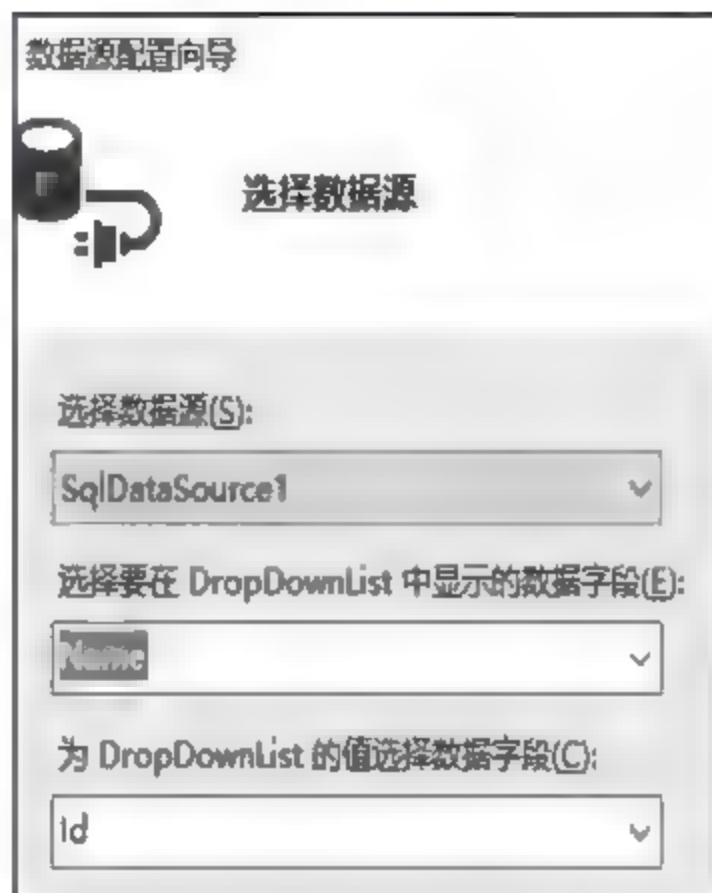 数据源配置向导
选择数据源
选择数据源(S):
SqlDataSource1
选择要在 DropDownList 中显示的数据字段(E):
Name
为 DropDownList 的值选择数据字段(C):
Id